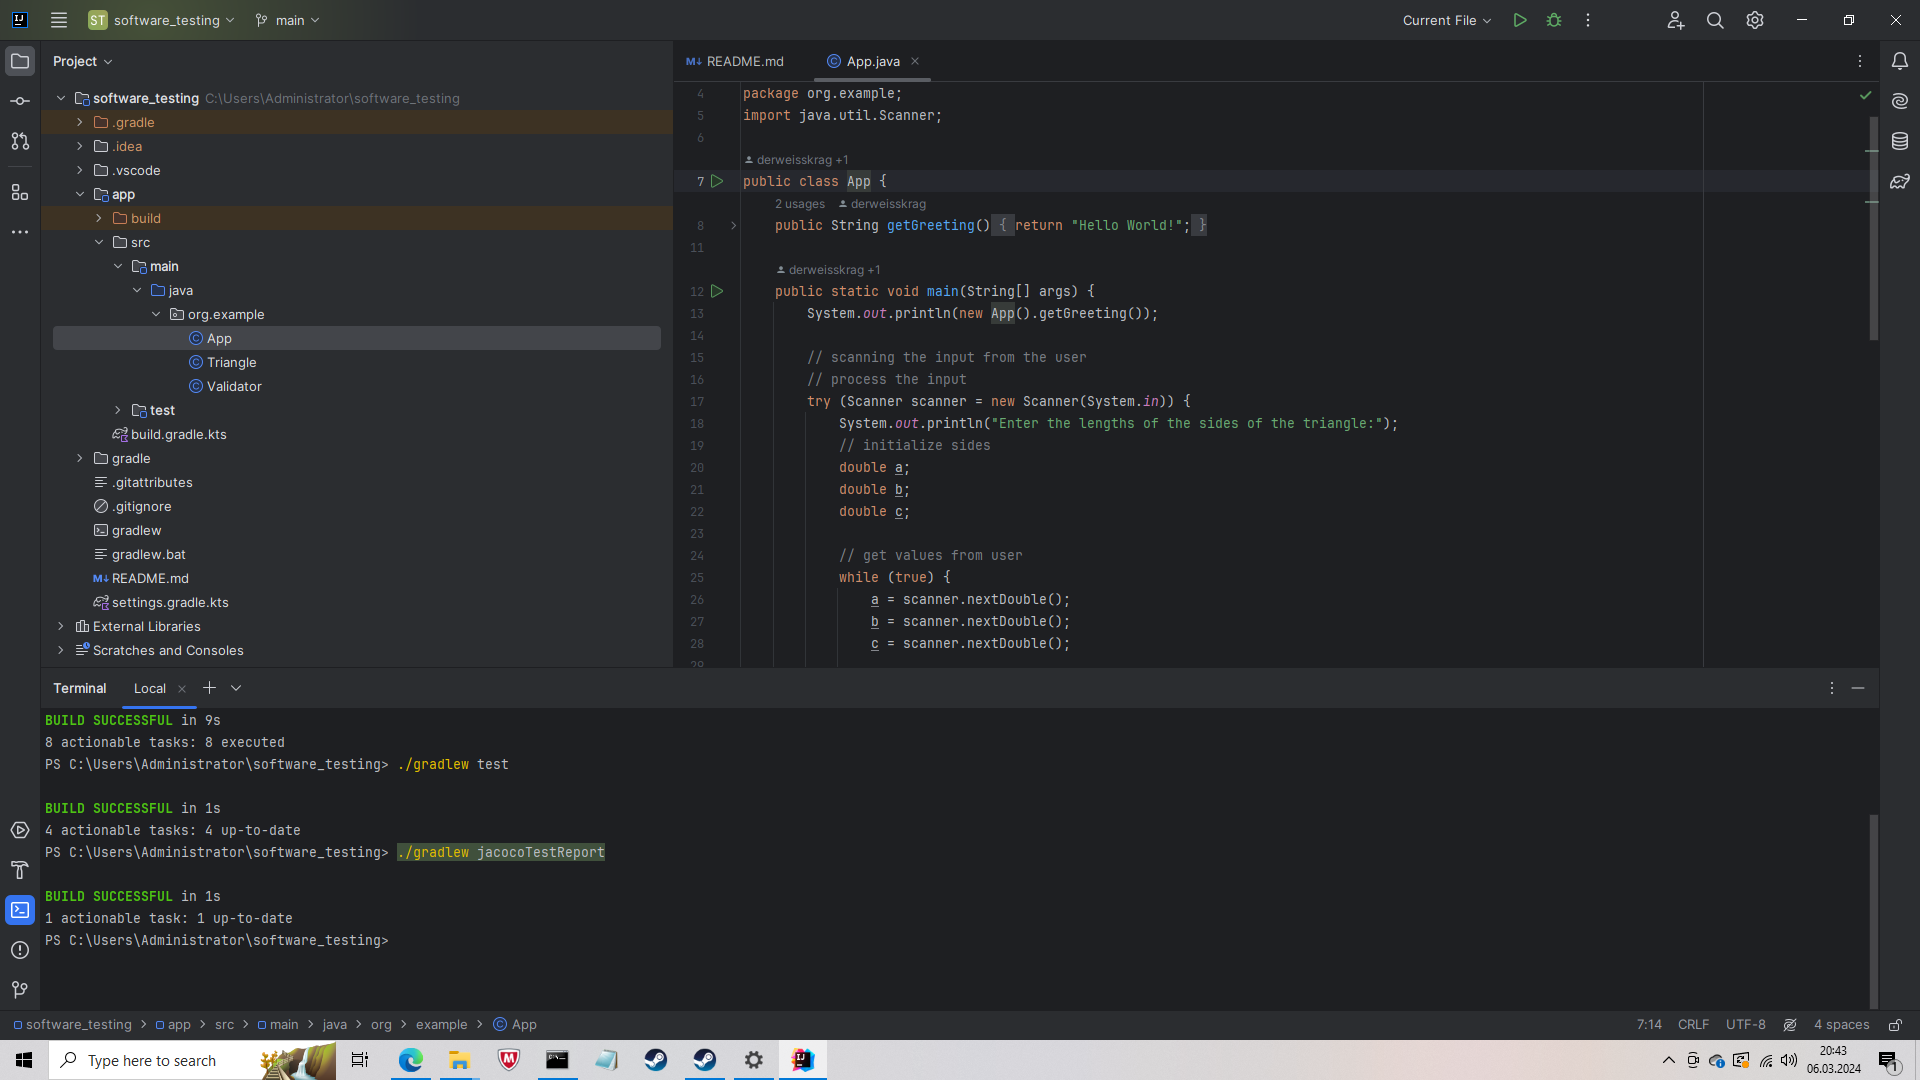 ST software_testing main
Current File
Project
software_testing C:\Users\Administrator\software_testing
.gradle
.idea
.vscode
app
build
src
main
java
org.example
App
Triangle
Validator
test
build.gradle.kts
gradle
.gitattributes
.gitignore
gradlew
gradlew.bat
M↓ README.md
settings.gradle.kts
External Libraries
Scratches and Consoles
M↓ README.md App.java
4 package org.example;
5 import java.util.Scanner;
6
derweisskrag +1
7 public class App {
2 usages derweisskrag
8 public String getGreeting() { return "Hello World!"; }
11
derweisskrag +1
12 public static void main(String[] args) {
13 System.out.println(new App().getGreeting());
14
15 // scanning the input from the user
16 // process the input
17 try (Scanner scanner = new Scanner(System.in)) {
18 System.out.println("Enter the lengths of the sides of the triangle:");
19 // initialize sides
20 double a;
21 double b;
22 double c;
23
24 // get values from user
25 while (true) {
26 a = scanner.nextDouble();
27 b = scanner.nextDouble();
28 c = scanner.nextDouble();
29
Terminal Local
BUILD SUCCESSFUL in 9s
8 actionable tasks: 8 executed
PS C:\Users\Administrator\software_testing> ./gradlew test
BUILD SUCCESSFUL in 1s
4 actionable tasks: 4 up-to-date
PS C:\Users\Administrator\software_testing> ./gradlew jacocoTestReport
BUILD SUCCESSFUL in 1s
1 actionable task: 1 up-to-date
PS C:\Users\Administrator\software_testing>
software_testing > app > src > main > java > org > example > App
7:14 CRLF UTF-8 4 spaces
Type here to search
20:43
06.03.2024
1